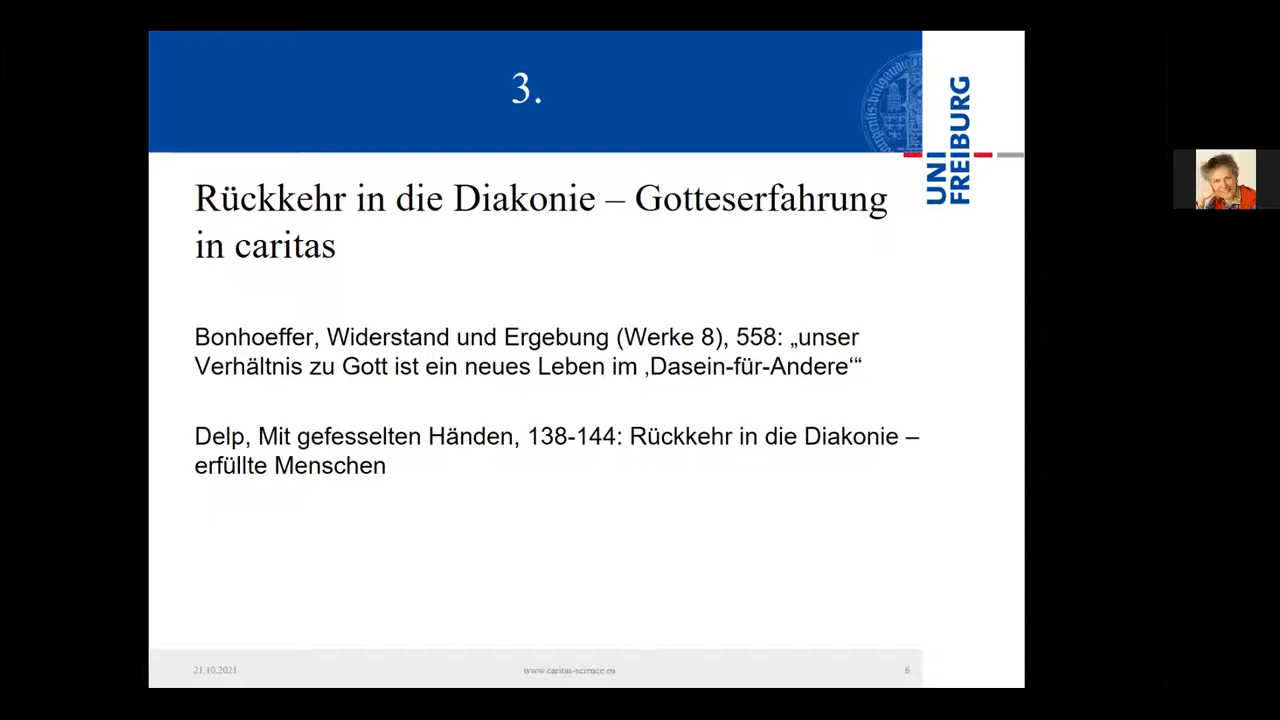 3.
UNI
FREIBURG
Rückkehr in die Diakonie – Gotteserfahrung
in caritas
Bonhoeffer, Widerstand und Ergebung (Werke 8), 558: „unser
Verhältnis zu Gott ist ein neues Leben im ‚Dasein-für-Andere‘“
Delp, Mit gefesselten Händen, 138-144: Rückkehr in die Diakonie –
erfüllte Menschen
21.10.2021
www.caritas-science.eu
6